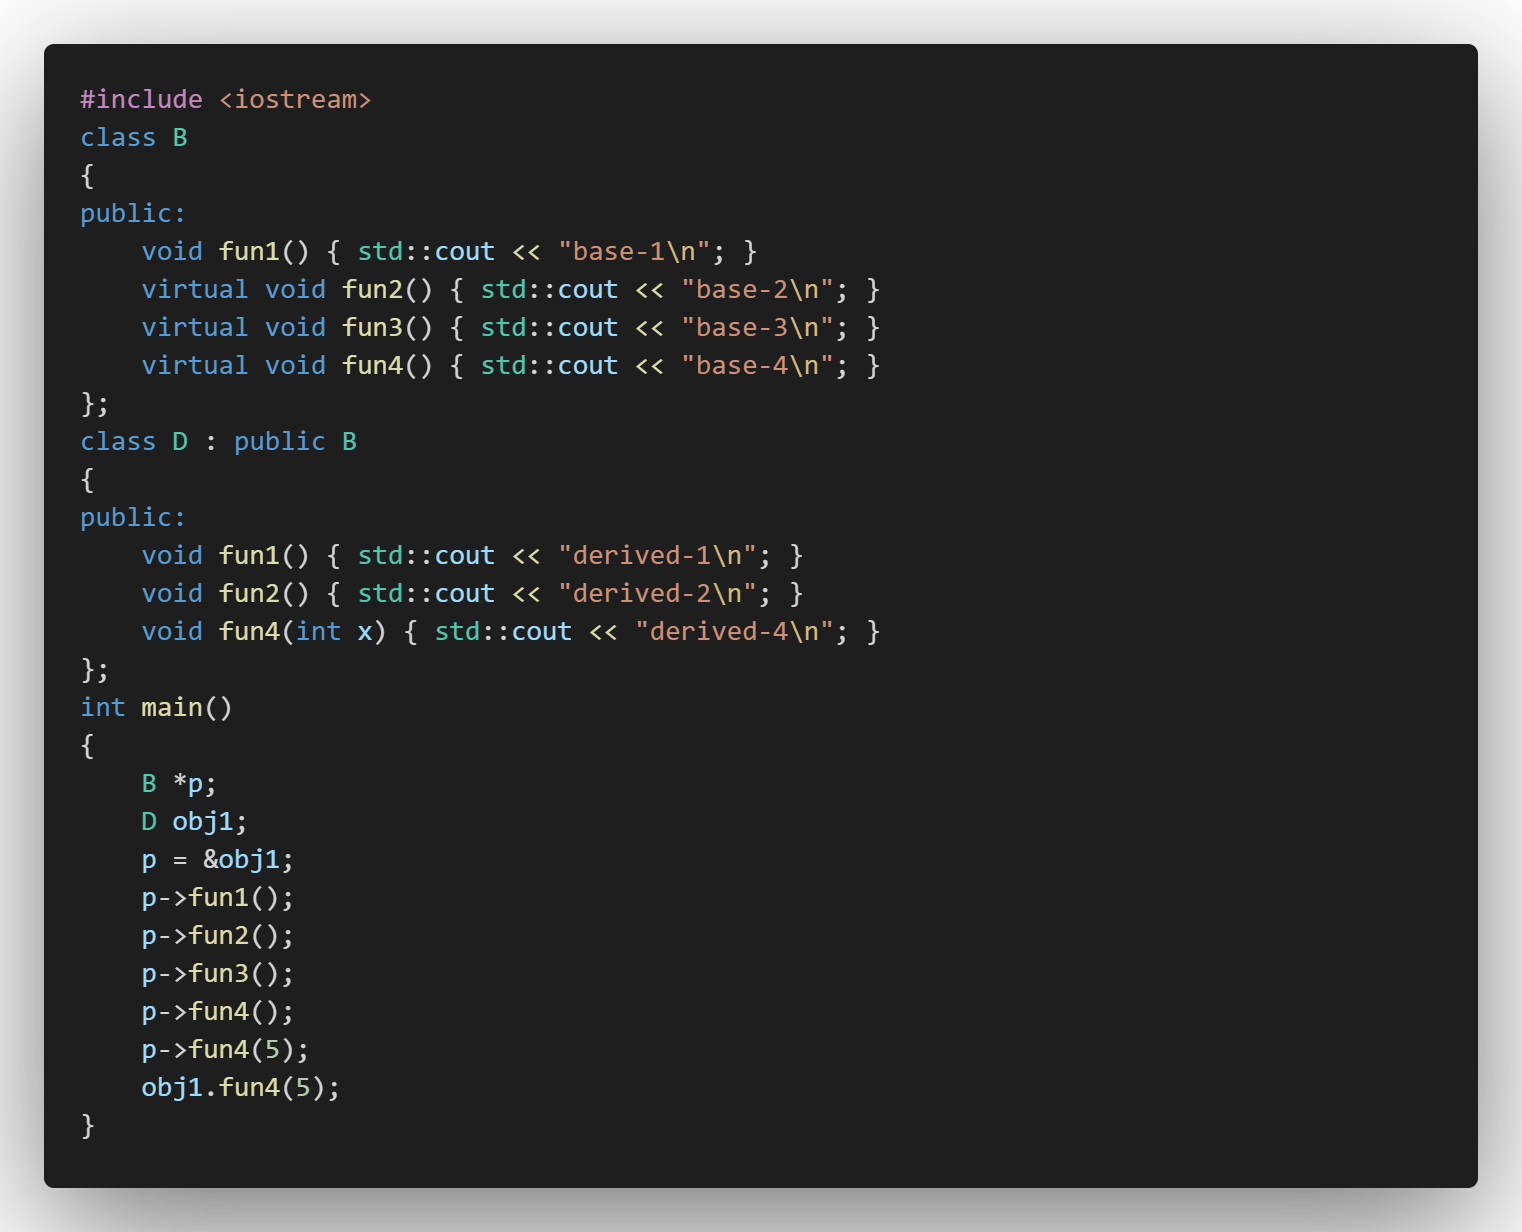 #include <iostream>
class B
{
public:
    void fun1() { std::cout << "base-1\n"; }
    virtual void fun2() { std::cout << "base-2\n"; }
    virtual void fun3() { std::cout << "base-3\n"; }
    virtual void fun4() { std::cout << "base-4\n"; }
};
class D : public B
{
public:
    void fun1() { std::cout << "derived-1\n"; }
    void fun2() { std::cout << "derived-2\n"; }
    void fun4(int x) { std::cout << "derived-4\n"; }
};
int main()
{
    B *p;
    D obj1;
    p = &obj1;
    p->fun1();
    p->fun2();
    p->fun3();
    p->fun4();
    p->fun4(5);
    obj1.fun4(5);
}